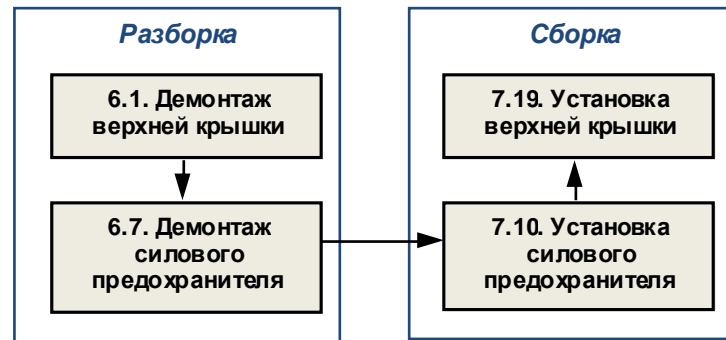 Разборка
6.1. Демонтаж
верхней крышки
6.7. Демонтаж
силового
предохранителя
Сборка
7.19. Установка
верхней крышки
7.10. Установка
силового
предохранителя